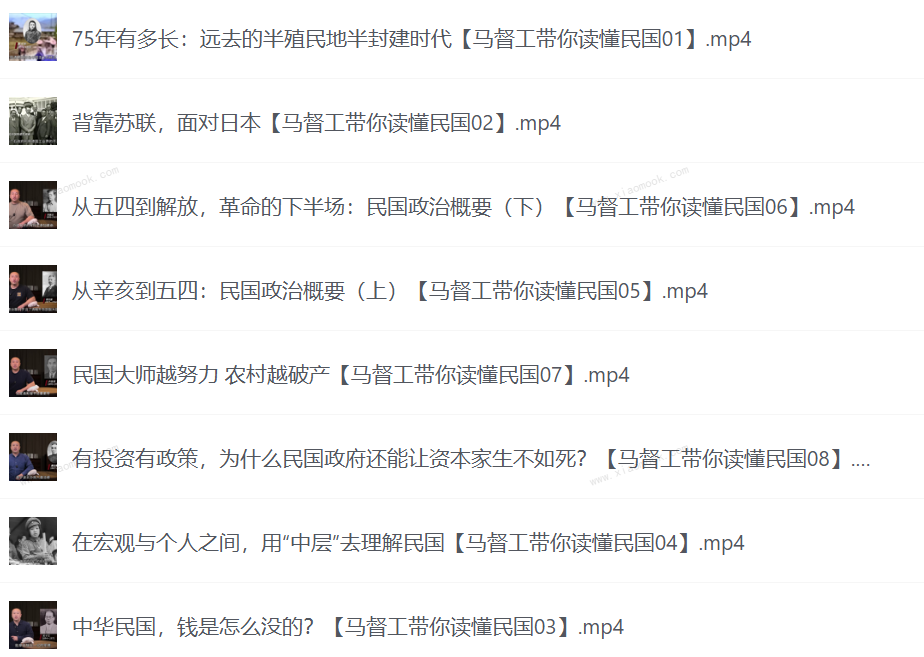 75年有多长：远去的半殖民地半封建时代【马督工带你读懂民国01】.mp4
背靠苏联，面对日本【马督工带你读懂民国02】.mp4
从五四到解放，革命的下半场：民国政治概要（下）【马督工带你读懂民国06】.mp4
从辛亥到五四：民国政治概要（上）【马督工带你读懂民国05】.mp4
民国大师越努力 农村越破产【马督工带你读懂民国07】.mp4
有投资有政策，为什么民国政府还能让资本家生不如死？【马督工带你读懂民国08】....
在宏观与个人之间，用“中层”去理解民国【马督工带你读懂民国04】.mp4
中华民国，钱是怎么没的？【马督工带你读懂民国03】.mp4